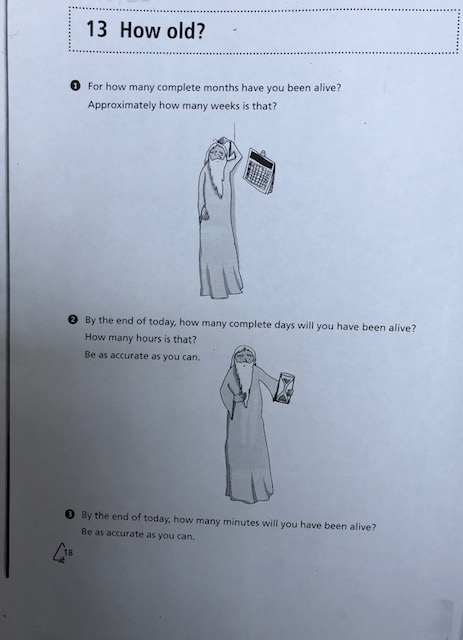 13 How old?
1 For how many complete months have you been alive?
Approximately how many weeks is that?
2 By the end of today, how many complete days will you have been alive?
How many hours is that?
Be as accurate as you can.
3 By the end of today, how many minutes will you have been alive?
Be as accurate as you can.
18